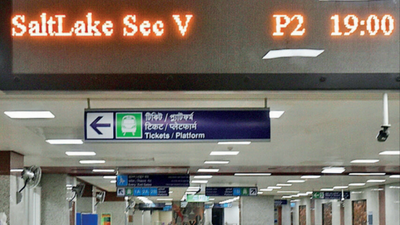 SaltLake Sec V P2 19:00
টিকিট / প্ল্যাটফর্ম
टिकट / प्लेटफार्म
Tickets / Platform